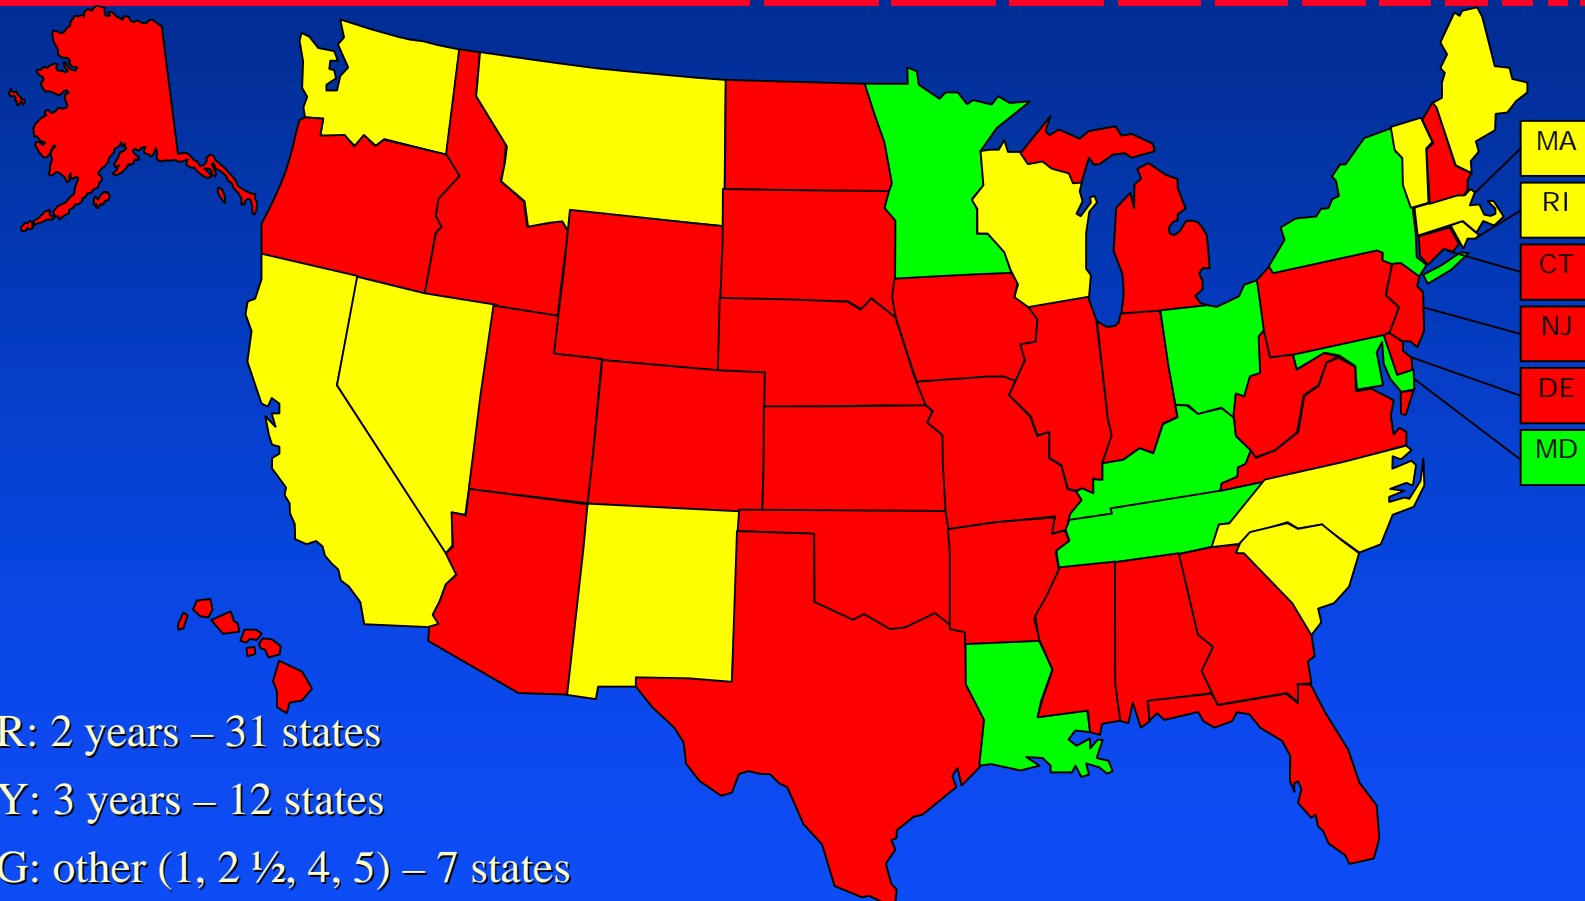 MA
RI
CT
NJ
DE
MD
R: 2 years – 31 states
Y: 3 years – 12 states
G: other (1, 2 ½, 4, 5) – 7 states